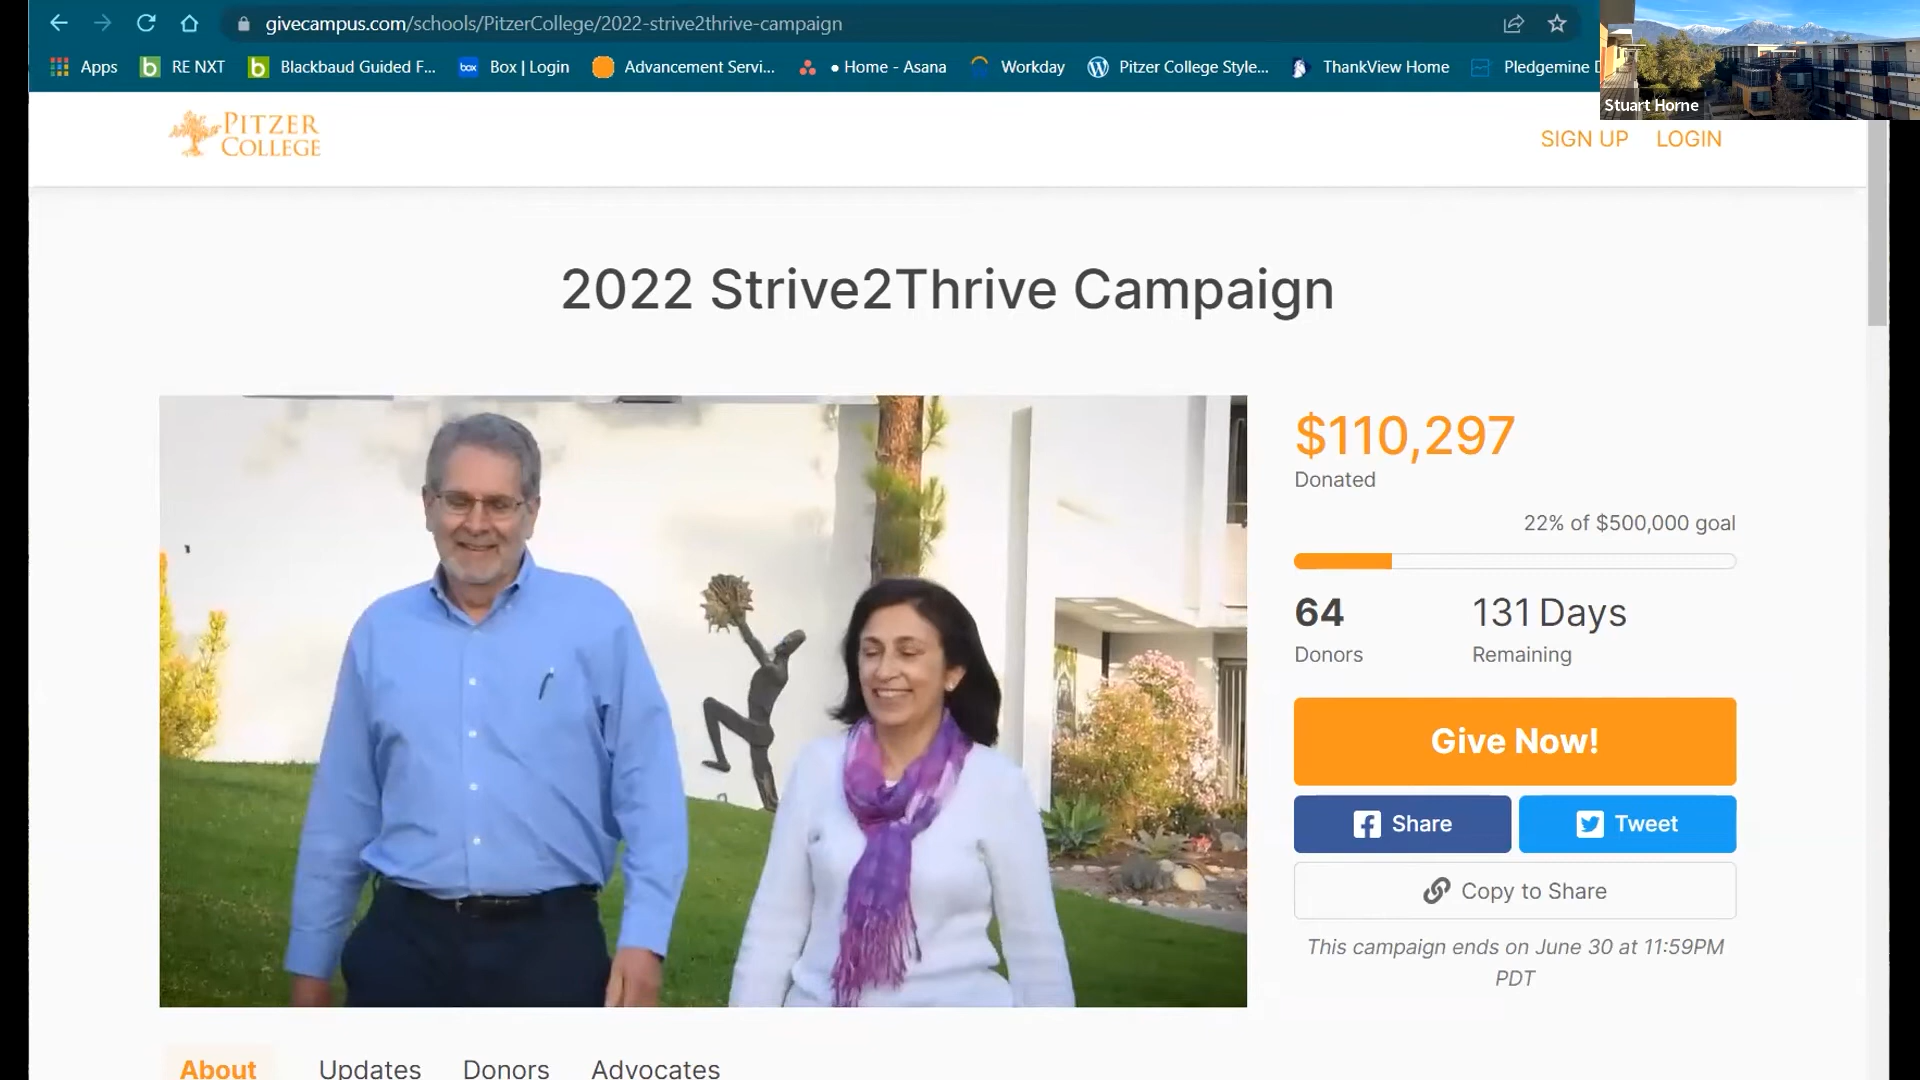 givecampus.com/schools/PitzerCollege/2022-strive2thrive-campaign
Apps
RE NXT
Blackbaud Guided F...
box
Box | Login
Advancement Servi...
• Home - Asana
Workday
Pitzer College Style...
ThankView Home
Pledgemine D
Stuart Horne
PITZER
COLLEGE
SIGN UP
LOGIN
2022 Strive2Thrive Campaign
$110,297
Donated
22% of $500,000 goal
64
Donors
131 Days
Remaining
Give Now!
Share
Tweet
Copy to Share
This campaign ends on June 30 at 11:59PM
PDT
About
Updates
Donors
Advocates